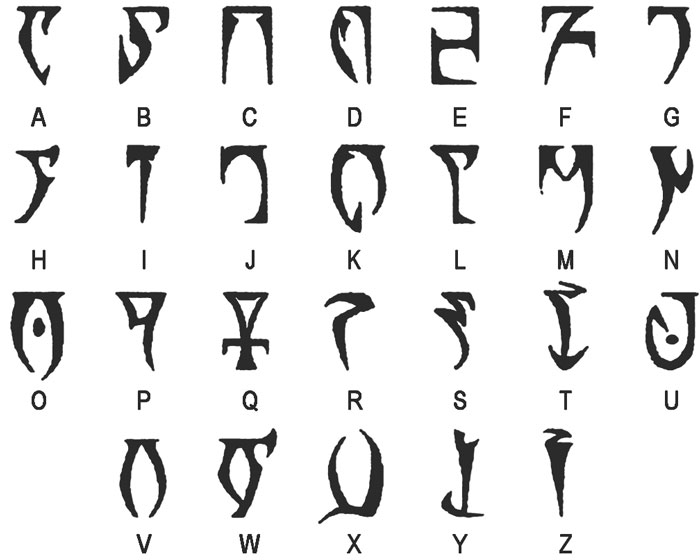 A B C D E F G
H I J K L M N
O P Q R S T U
V W X Y Z